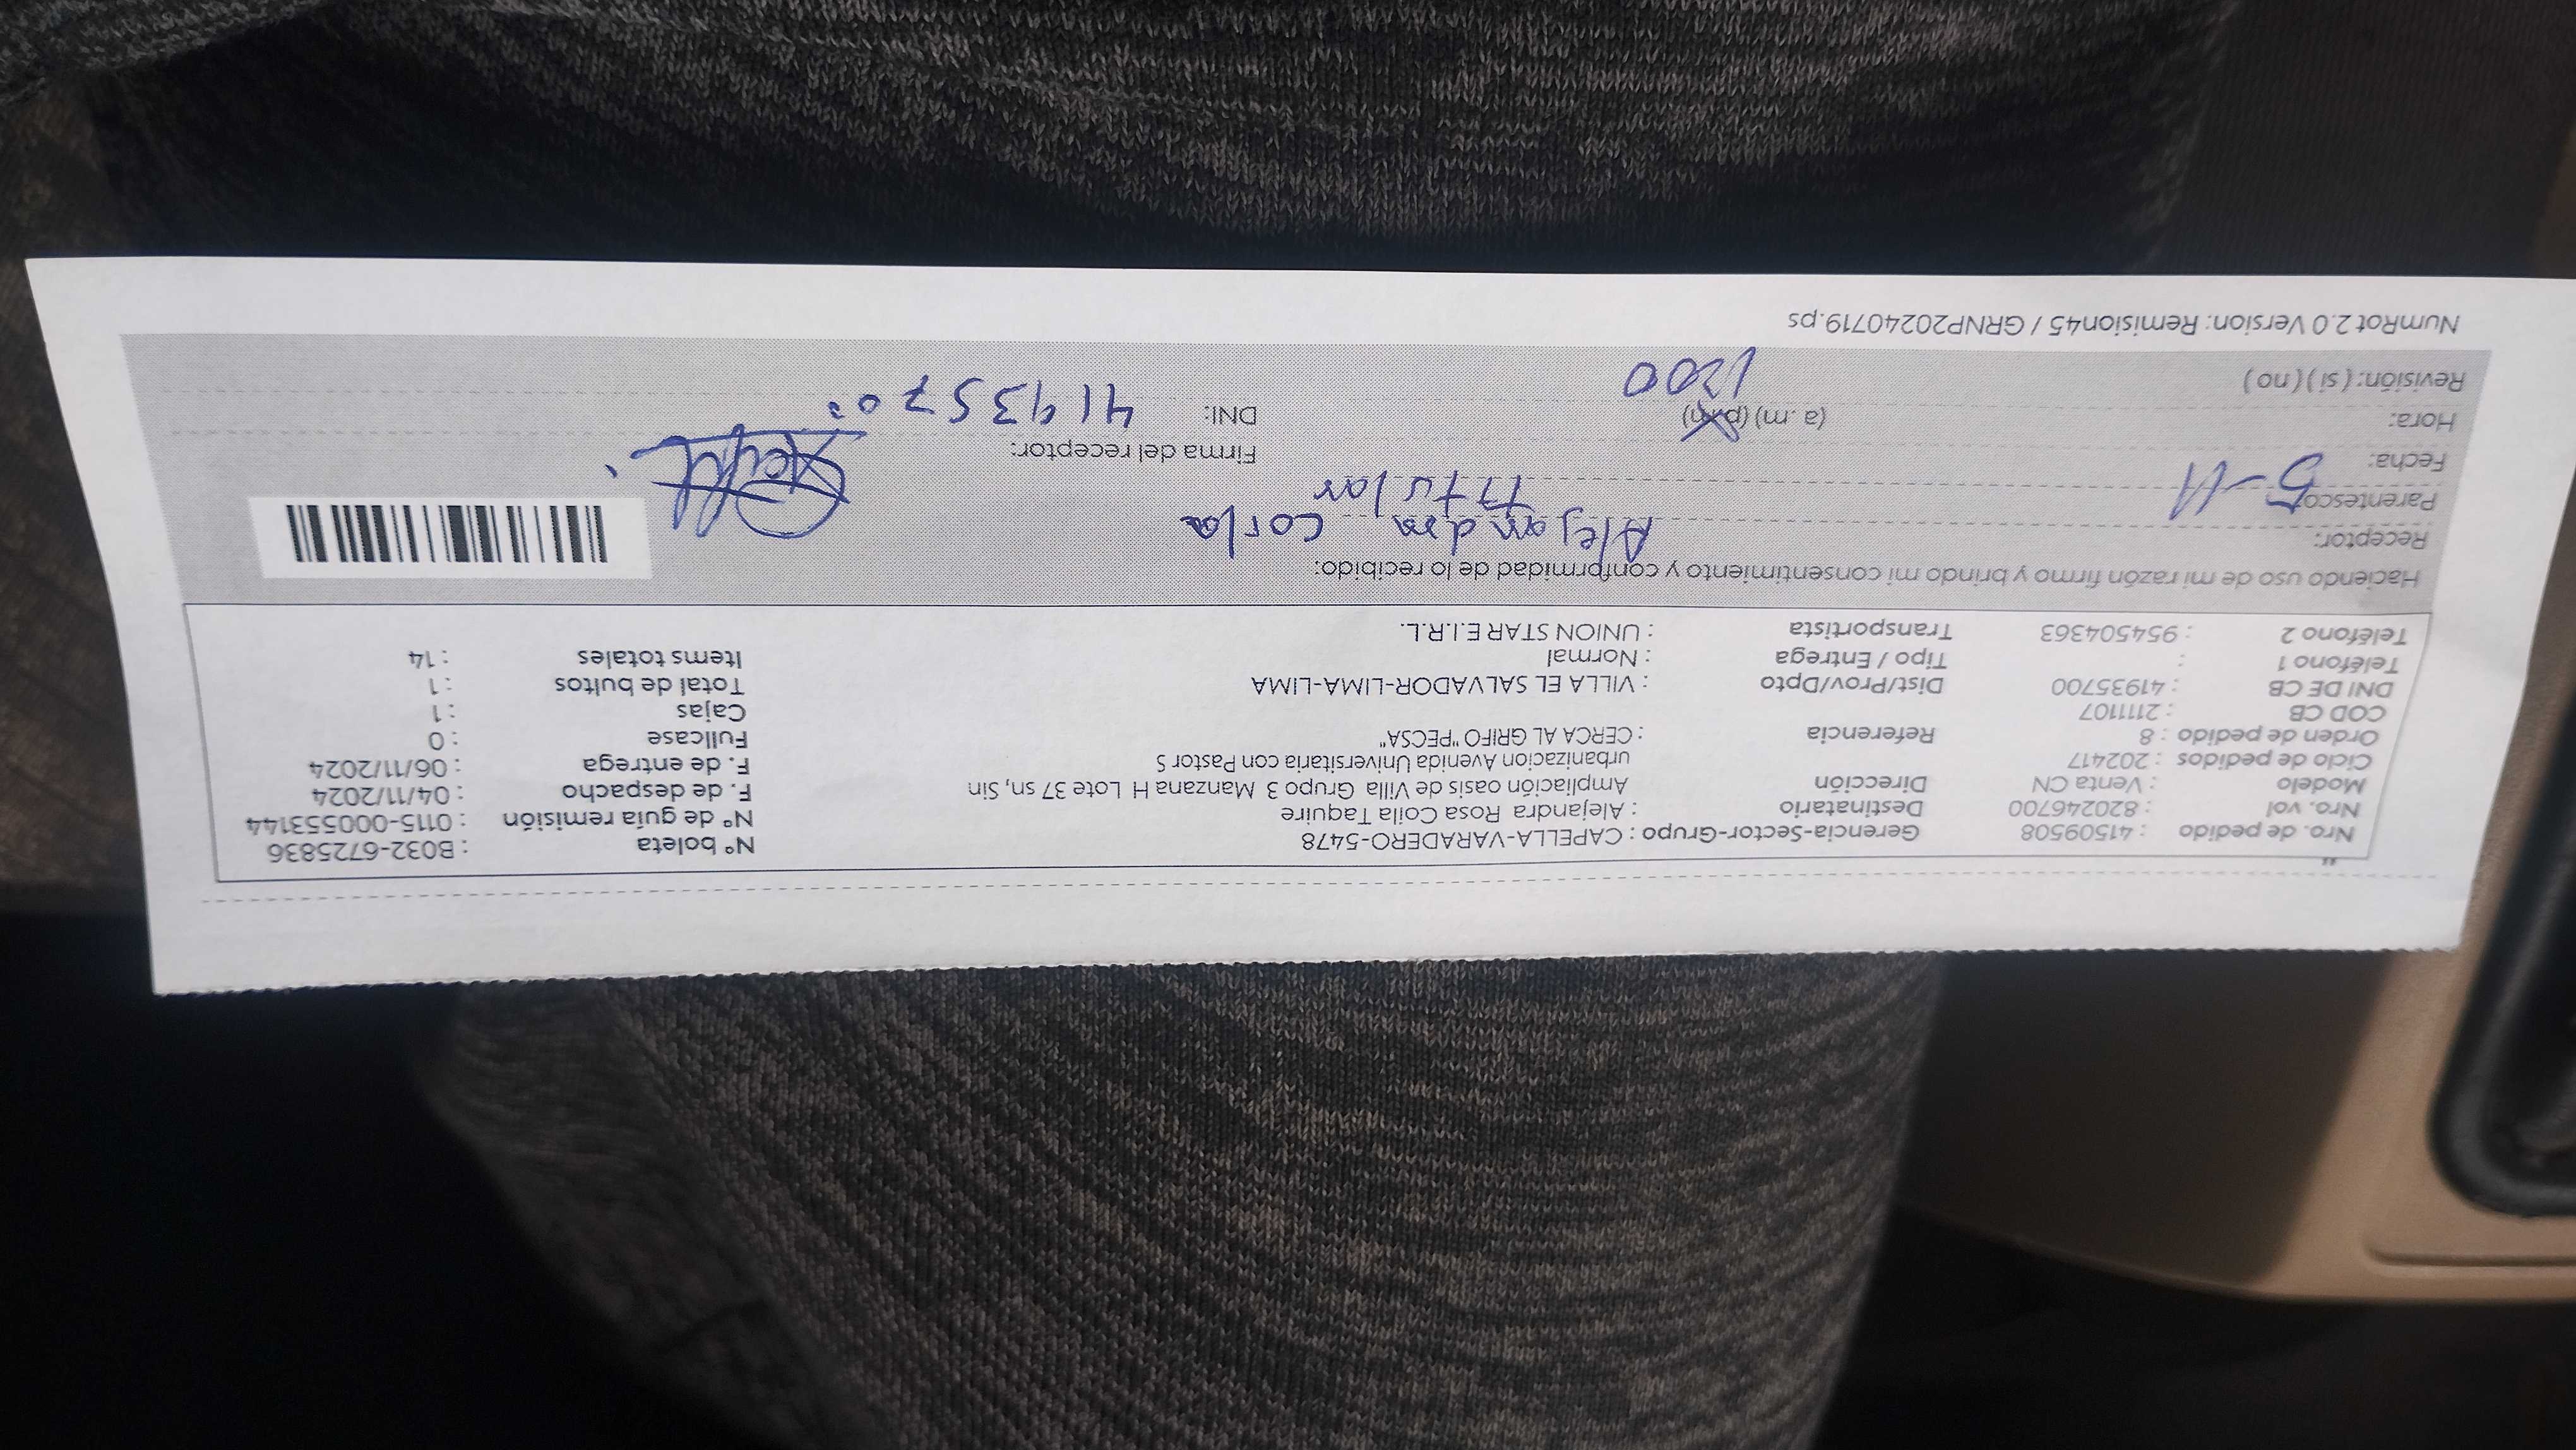 "
Nro. de pedido : 41509508 Gerencia-Sector-Grupo : CAPELLA-VARADERO-5478 N° boleta : B032-6725836
Nro. vol : 820246700 Destinatario : Alejandra Rosa Coila Taquire N° de guía remisión : 0115-000553144
Modelo : Venta CN Dirección Ampliación oasis de Villa Grupo 3 Manzana H Lote 37 sn, Sin F. de despacho : 04/11/2024
Ciclo de pedidos : 202417 urbanizacion Avenida Universitaria con Pastor S F. de entrega : 06/11/2024
Orden de pedido : 8 Referencia : CERCA AL GRIFO "PECSA" Fullcase : 0
COD CB : 2111107 Cajas : 1
DNI DE CB : 41935700 Dist/Prov/Dpto : VILLA EL SALVADOR-LIMA-LIMA Total de bultos : 1
Teléfono 1 : Tipo / Entrega : Normal Items totales : 14
Teléfono 2 : 954504363 Transportista : UNION STAR E.I.R.L.
Haciendo uso de mi razón firmo y brindo mi consentimiento y conformidad de lo recibido:
Receptor: Alejandra Corla
Parentesco: Titular
Fecha: 5-11 Firma del receptor:
Hora: (a.m) (p.m) DNI: 41935700
Revisión: (si) (no) 1200
NumRot 2.0 Version: Remision45 / GRNP20240719.ps